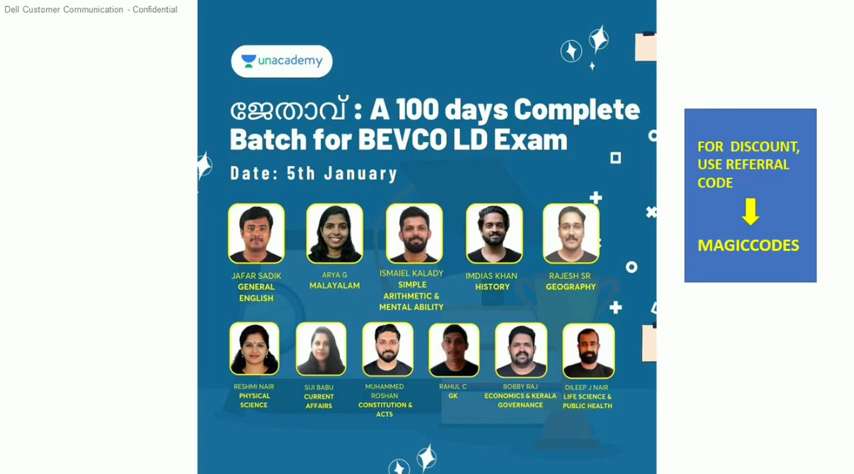 Dell Customer Communication - Confidential
unacademy
ജേതാവ് : A 100 days Complete
Batch for BEVCO LD Exam
Date: 5th January
JAFAR SADIK
GENERAL
ENGLISH
ARYA G
MALAYALAM
ISMAIEL KALADY
SIMPLE
ARITHMETIC &
MENTAL ABILITY
IMDIAS KHAN
HISTORY
RAJESH SR
GEOGRAPHY
RESHMI NAIR
PHYSICAL
SCIENCE
SUI BABU
CURRENT
AFFAIRS
MUHAMMED
ROSHAN
CONSTITUTION &
ACTS
RAHUL C
GK
BOBBY RAJ
ECONOMICS & KERALA
GOVERNANCE
DILEEP J NAIR
LIFE SCIENCE &
PUBLIC HEALTH
FOR DISCOUNT,
USE REFERRAL
CODE
MAGICCODES